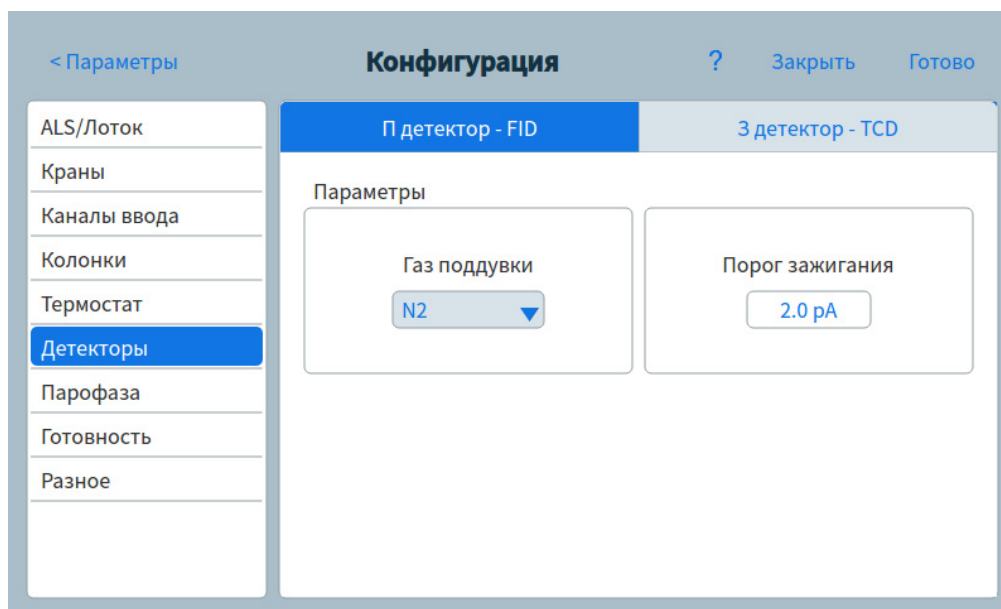 < Параметры Конфигурация ? Закрыть Готово
ALS/Лоток
Краны
Каналы ввода
Колонки
Термостат
Детекторы
Парофаза
Готовность
Разное
П детектор - FID З детектор - TCD
Параметры
Газ поддувки
N2
Порог зажигания
2.0 pA